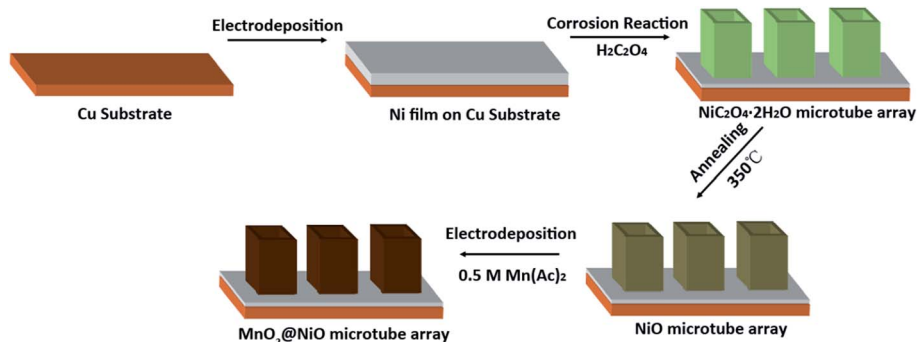 Electrodeposition
Cu Substrate
Ni film on Cu Substrate
Corrosion Reaction
H₂C₂O₄
NiC₂O₄·2H₂O microtube array
Annealing
350℃
NiO microtube array
Electrodeposition
0.5 M Mn(Ac)₂
MnO₂@NiO microtube array